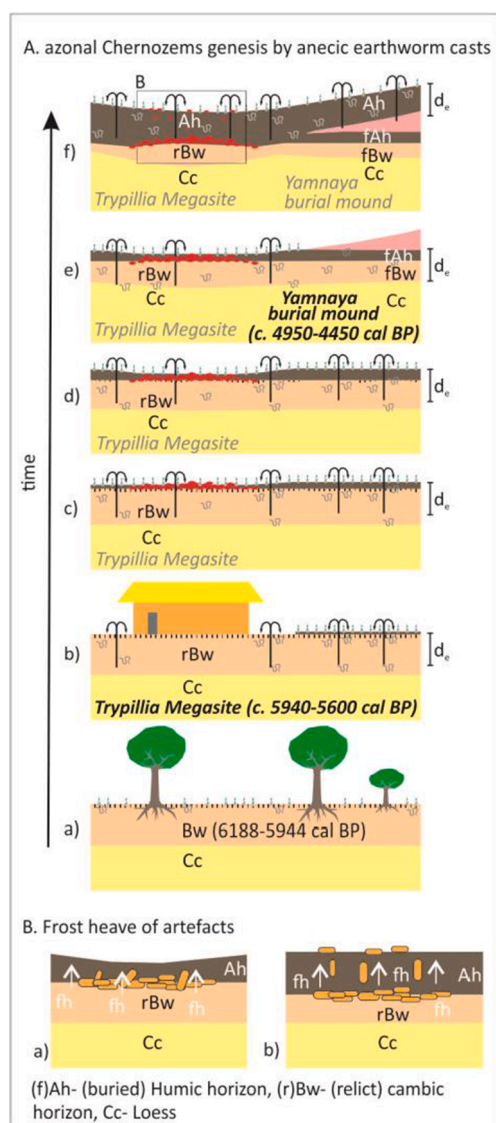 A. azonal Chernozems genesis by anecic earthworm casts
B
Ah
Ah
dₑ
fAh
rBw
fBw
f)
Cc
Cc
Trypillia Megasite
Yamnaya
burial mound
fAh
e)
rBw
fBw
dₑ
Cc
Cc
Yamnaya
burial mound
Trypillia Megasite
(c. 4950-4450 cal BP)
dₑ
d)
rBw
Trypillia Megasite
time
dₑ
c)
rBw
Cc
Trypillia Megasite
b)
rBw
dₑ
Cc
Trypillia Megasite (c. 5940-5600 cal BP)
a)
Bw (6188-5944 cal BP)
Cc
B. Frost heave of artefacts
Ah
fh
fh
fh
rBw
Cc
a)
fh
fh
Ah
fh
rBw
Cc
b)
(f)Ah- (buried) Humic horizon, (r)Bw- (relict) cambic
horizon, Cc- Loess